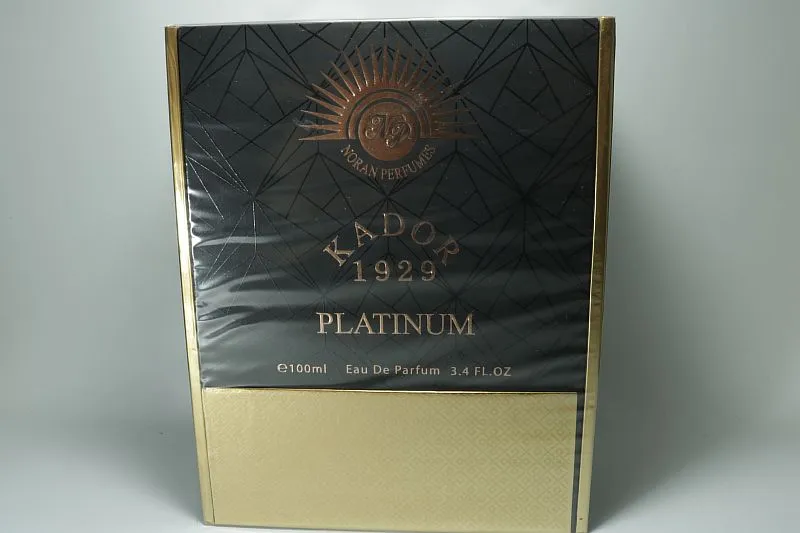 NP
NORAN PERFUMES
KADOR
1929
PLATINUM
℮100ml Eau De Parfum 3.4 FL.OZ